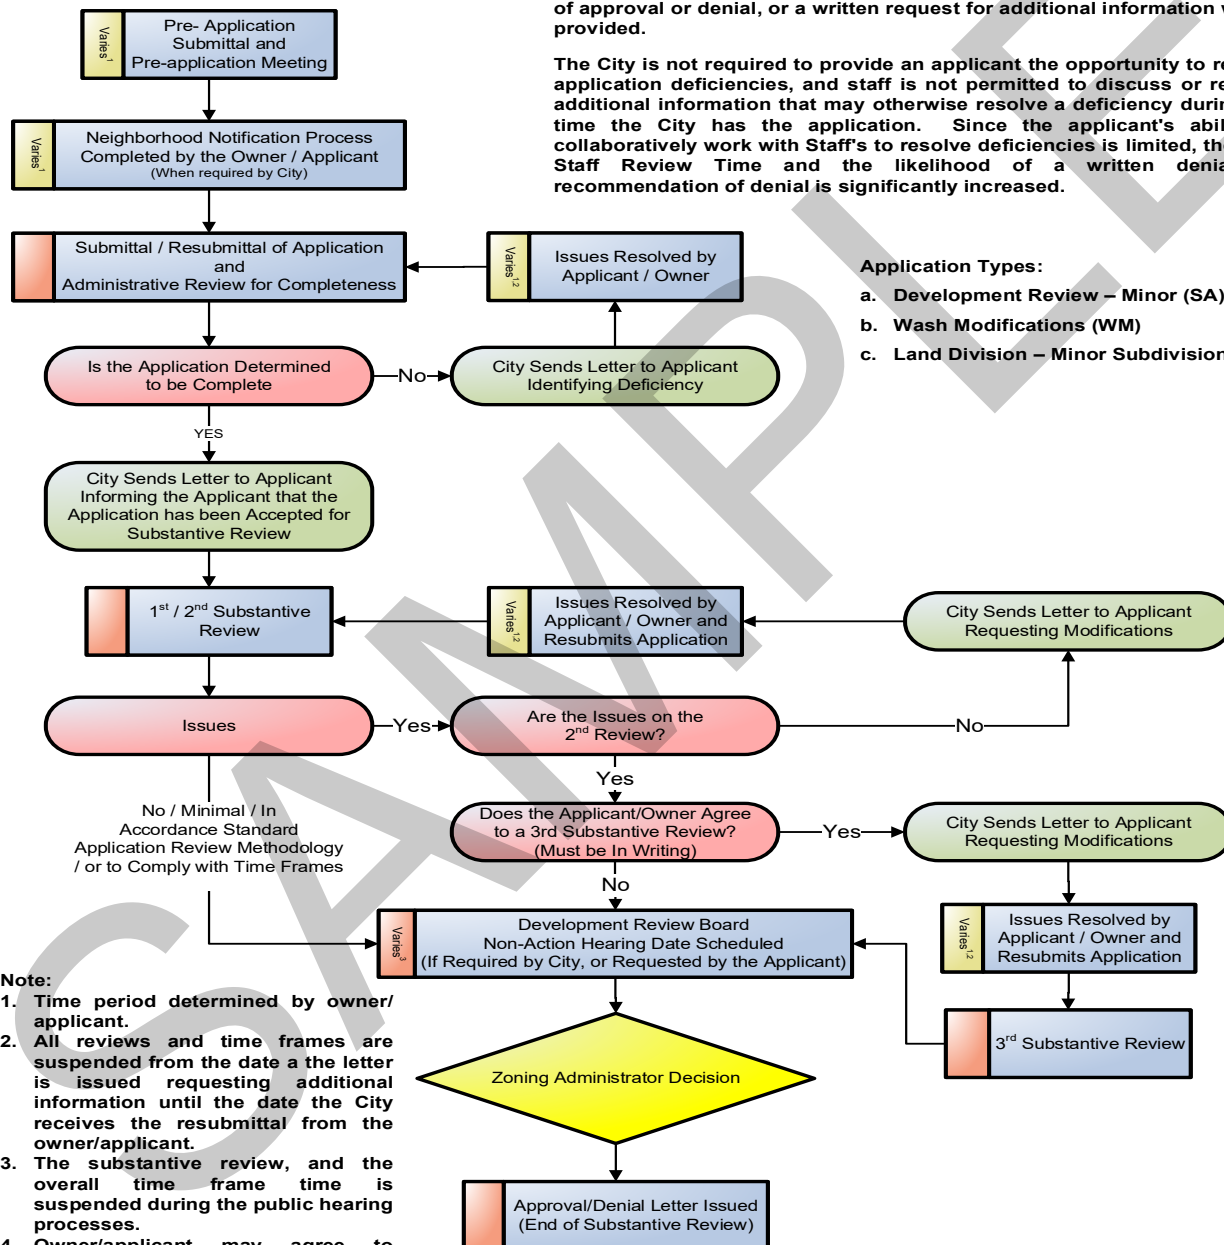 of approval or denial, or a written request for additional information
provided.
The City is not required to provide an applicant the opportunity to
application deficiencies, and staff is not permitted to discuss or
additional information that may otherwise resolve a deficiency
time the City has the application. Since the applicant's
collaboratively work with Staff's to resolve deficiencies is limited,
Staff Review Time and the likelihood of a written
recommendation of denial is significantly increased.
Application Types:
a. Development Review – Minor (SA)
b. Wash Modifications (WM)
c. Land Division – Minor Subdivision
Varies1
Pre- Application
Submittal and
Pre-application Meeting
Varies1
Neighborhood Notification Process
Completed by the Owner / Applicant
(When required by City)
Submittal / Resubmittal of Application
and
Administrative Review for Completeness
Varies1,2
Issues Resolved by
Applicant / Owner
Is the Application Determined
to be Complete
No
City Sends Letter to Applicant
Identifying Deficiency
YES
City Sends Letter to Applicant
Informing the Applicant that the
Application has been Accepted for
Substantive Review
1st / 2nd Substantive
Review
Varies1,2
Issues Resolved by
Applicant / Owner and
Resubmits Application
City Sends Letter to Applicant
Requesting Modifications
Issues
Yes
Are the Issues on the
2nd Review?
No
Yes
No / Minimal / In
Accordance Standard
Application Review Methodology
/ or to Comply with Time Frames
Does the Applicant/Owner Agree
to a 3rd Substantive Review?
(Must be In Writing)
Yes
City Sends Letter to Applicant
Requesting Modifications
No
Varies3
Development Review Board
Non-Action Hearing Date Scheduled
(If Required by City, or Requested by the Applicant)
Varies1,2
Issues Resolved by
Applicant / Owner and
Resubmits Application
3rd Substantive Review
Zoning Administrator Decision
Approval/Denial Letter Issued
(End of Substantive Review)
Note:
1. Time period determined by owner/
applicant.
2. All reviews and time frames are
suspended from the date a the letter
is issued requesting additional
information until the date the City
receives the resubmittal from the
owner/applicant.
3. The substantive review, and the
overall time frame time is
suspended during the public hearing
processes.
4. Owner/applicant may agree to
SAMPLE